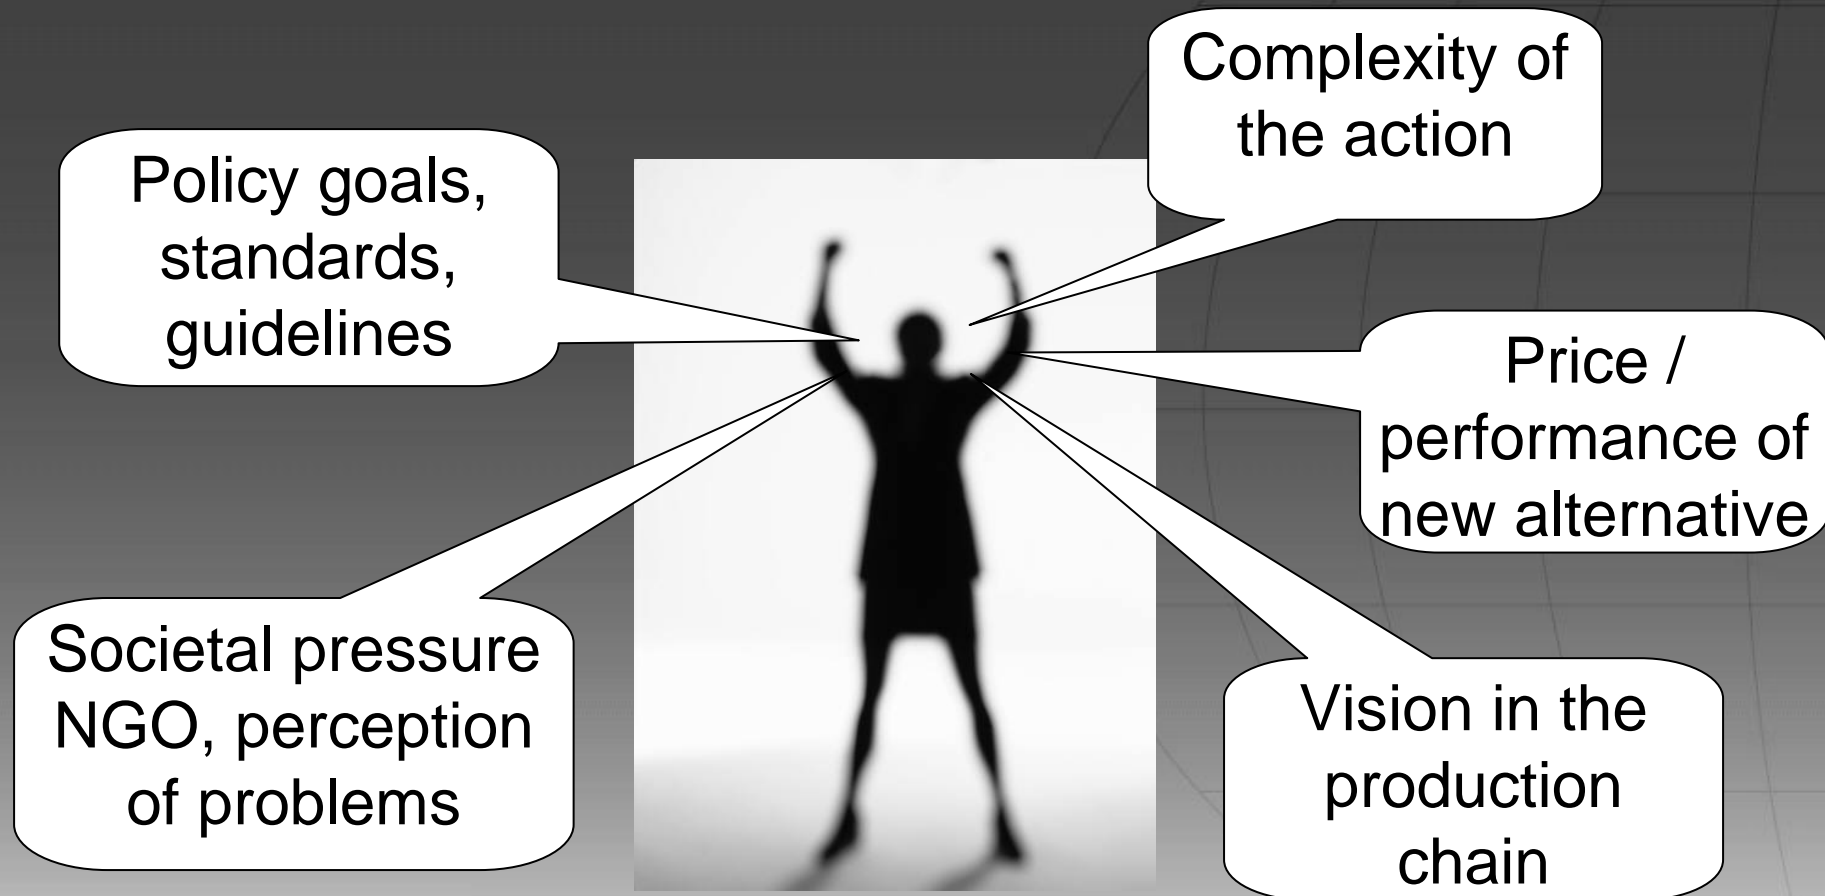 Policy goals,
standards,
guidelines
Complexity of
the action
Price /
performance of
new alternative
Societal pressure
NGO, perception
of problems
Vision in the
production
chain